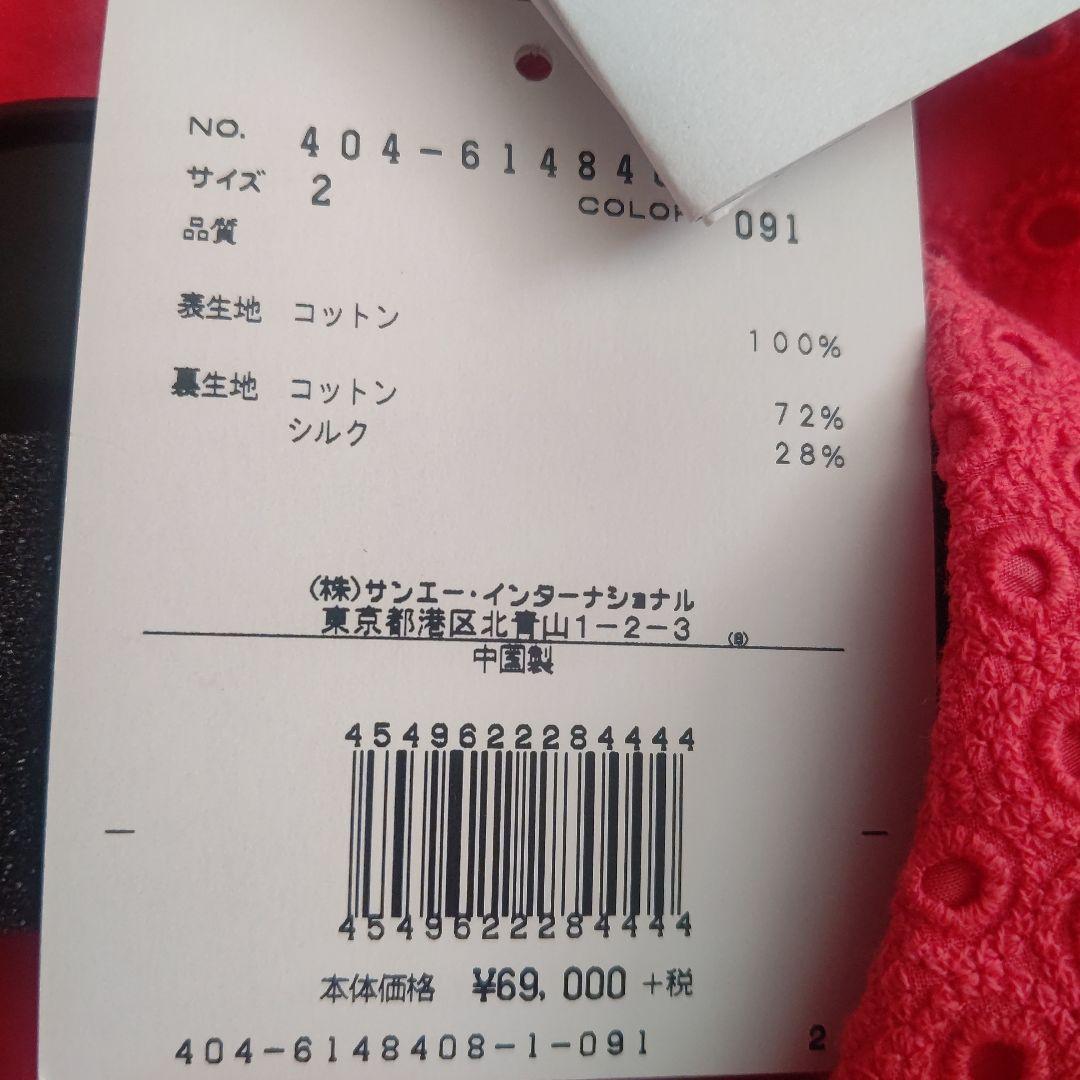 NO. 404-61484
サイズ 2 COLOR 091
品質
表生地 コットン 100%
裏生地 コットン 72%
シルク 28%
(株)サンエー・インターナショナル
東京都港区北青山1-2-3
中国製
4549622284444
4549622284444
本体価格 ¥69,000 +税
404-6148408-1-091 2